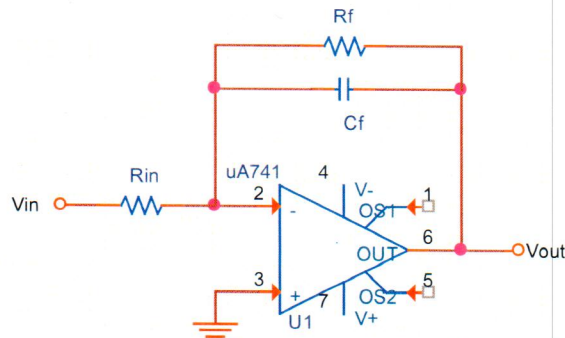 Rf
Cf
Rin
uA741
4
V-
1
Vin
2
-
OS1
6
OUT
Vout
3
+
7
OS2
5
U1
V+